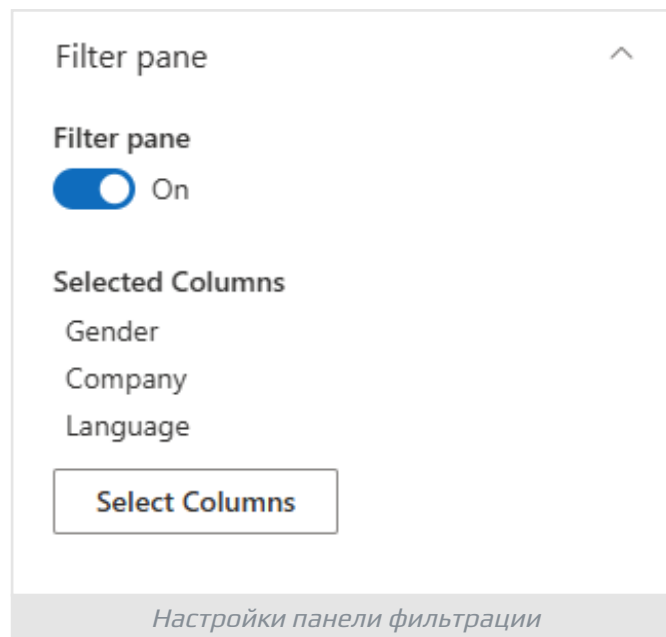 Filter pane
Filter pane
On
Selected Columns
Gender
Company
Language
Select Columns
Настройки панели фильтрации